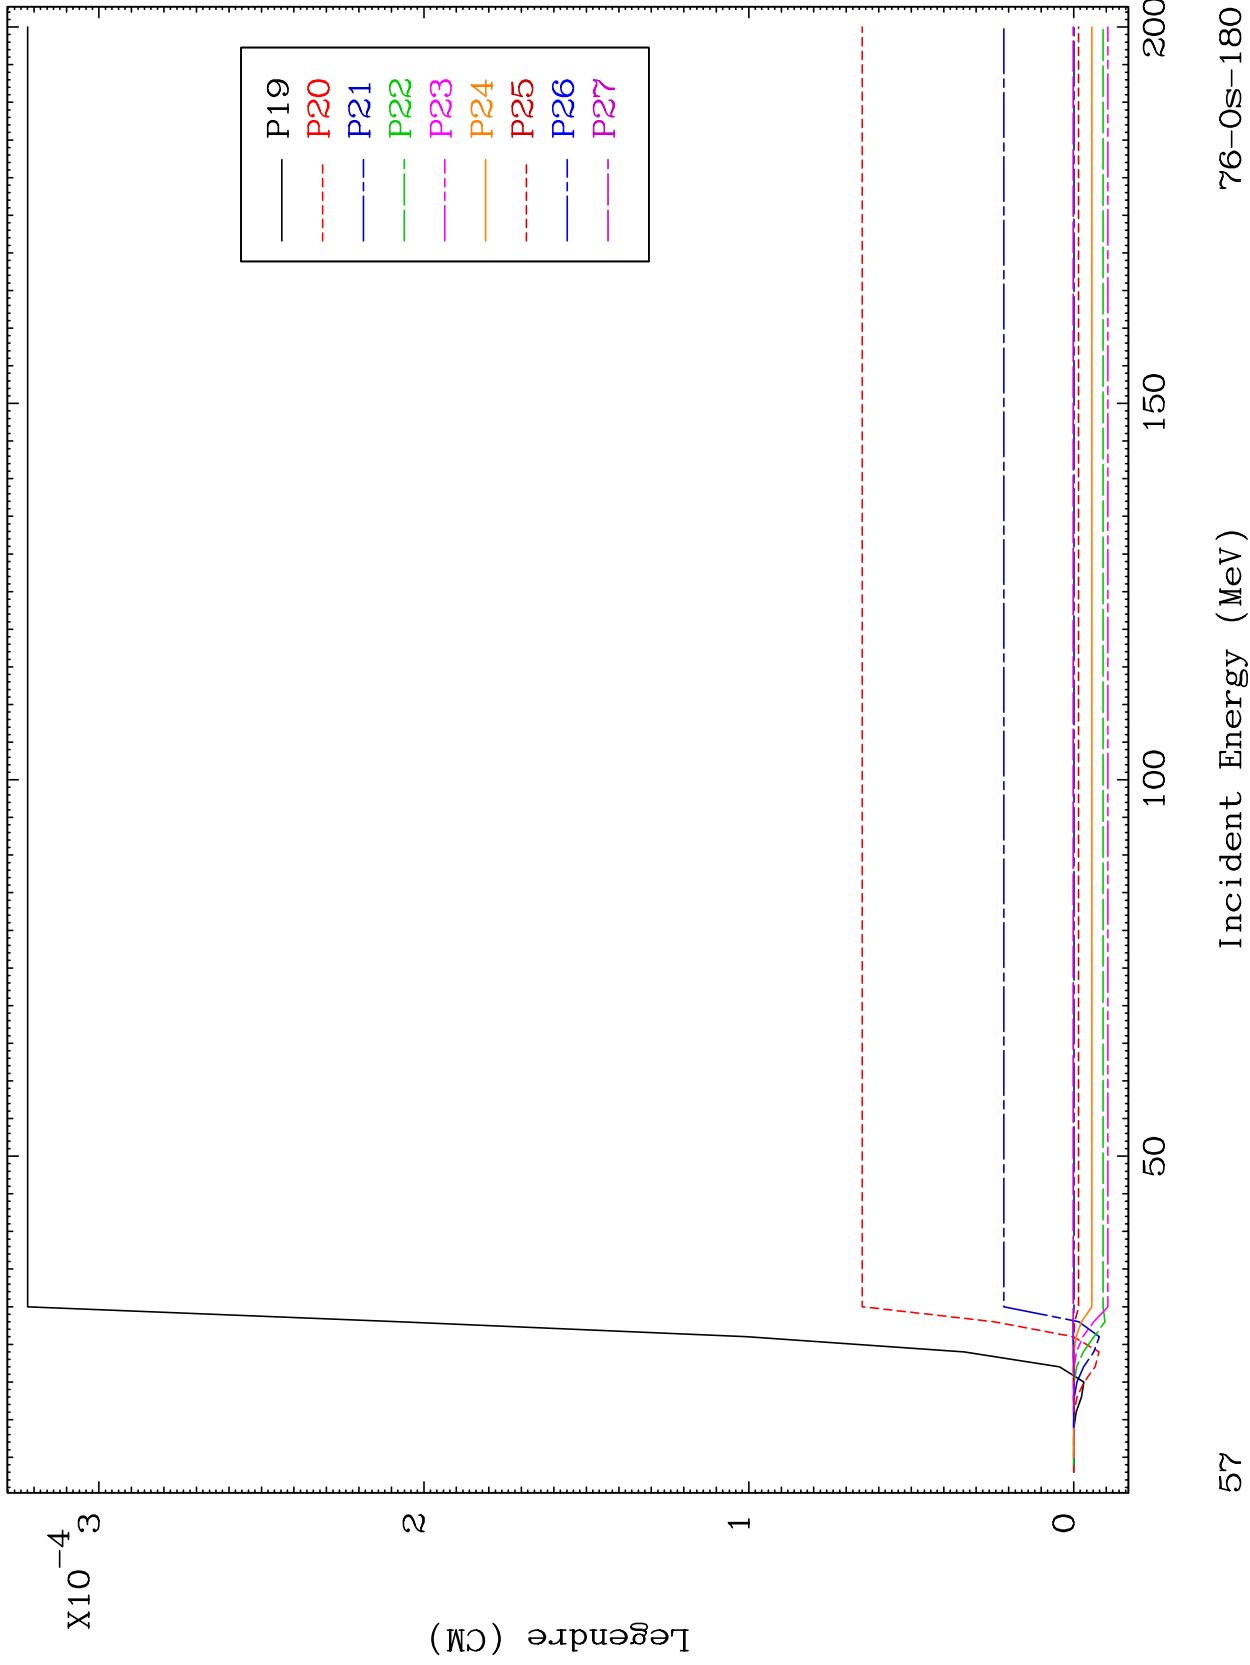 X10-4
3
2
1
0
Legendre (CM)
P19
P20
P21
P22
P23
P24
P25
P26
P27
50
100
150
200
Incident Energy (MeV)
57
76-Os-180